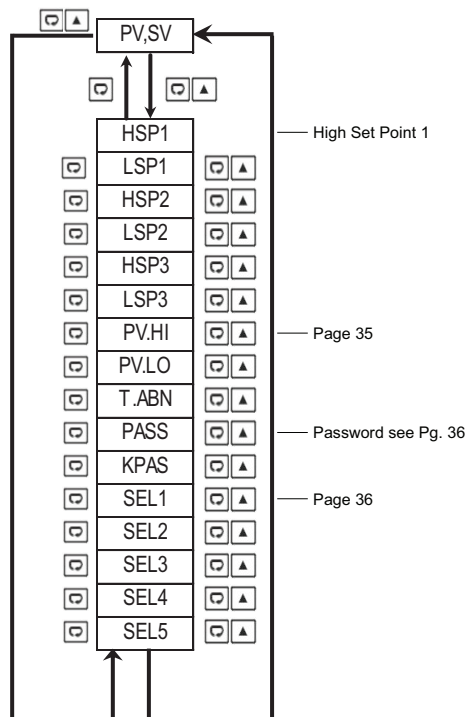 PV,SV
HSP1 High Set Point 1
LSP1
HSP2
LSP2
HSP3
LSP3
PV.HI Page 35
PV.LO
T.ABN
PASS Password see Pg. 36
KPAS
SEL1 Page 36
SEL2
SEL3
SEL4
SEL5